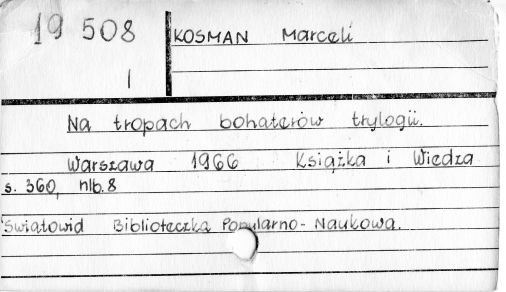 19 508
I
KOSMAN Marceli
Na tropach bohaterów trylogii.
Warszawa 1966 Książka i Wiedza
s. 360, nlb. 8
Światowid Biblioteczka Popularno-Naukowa.